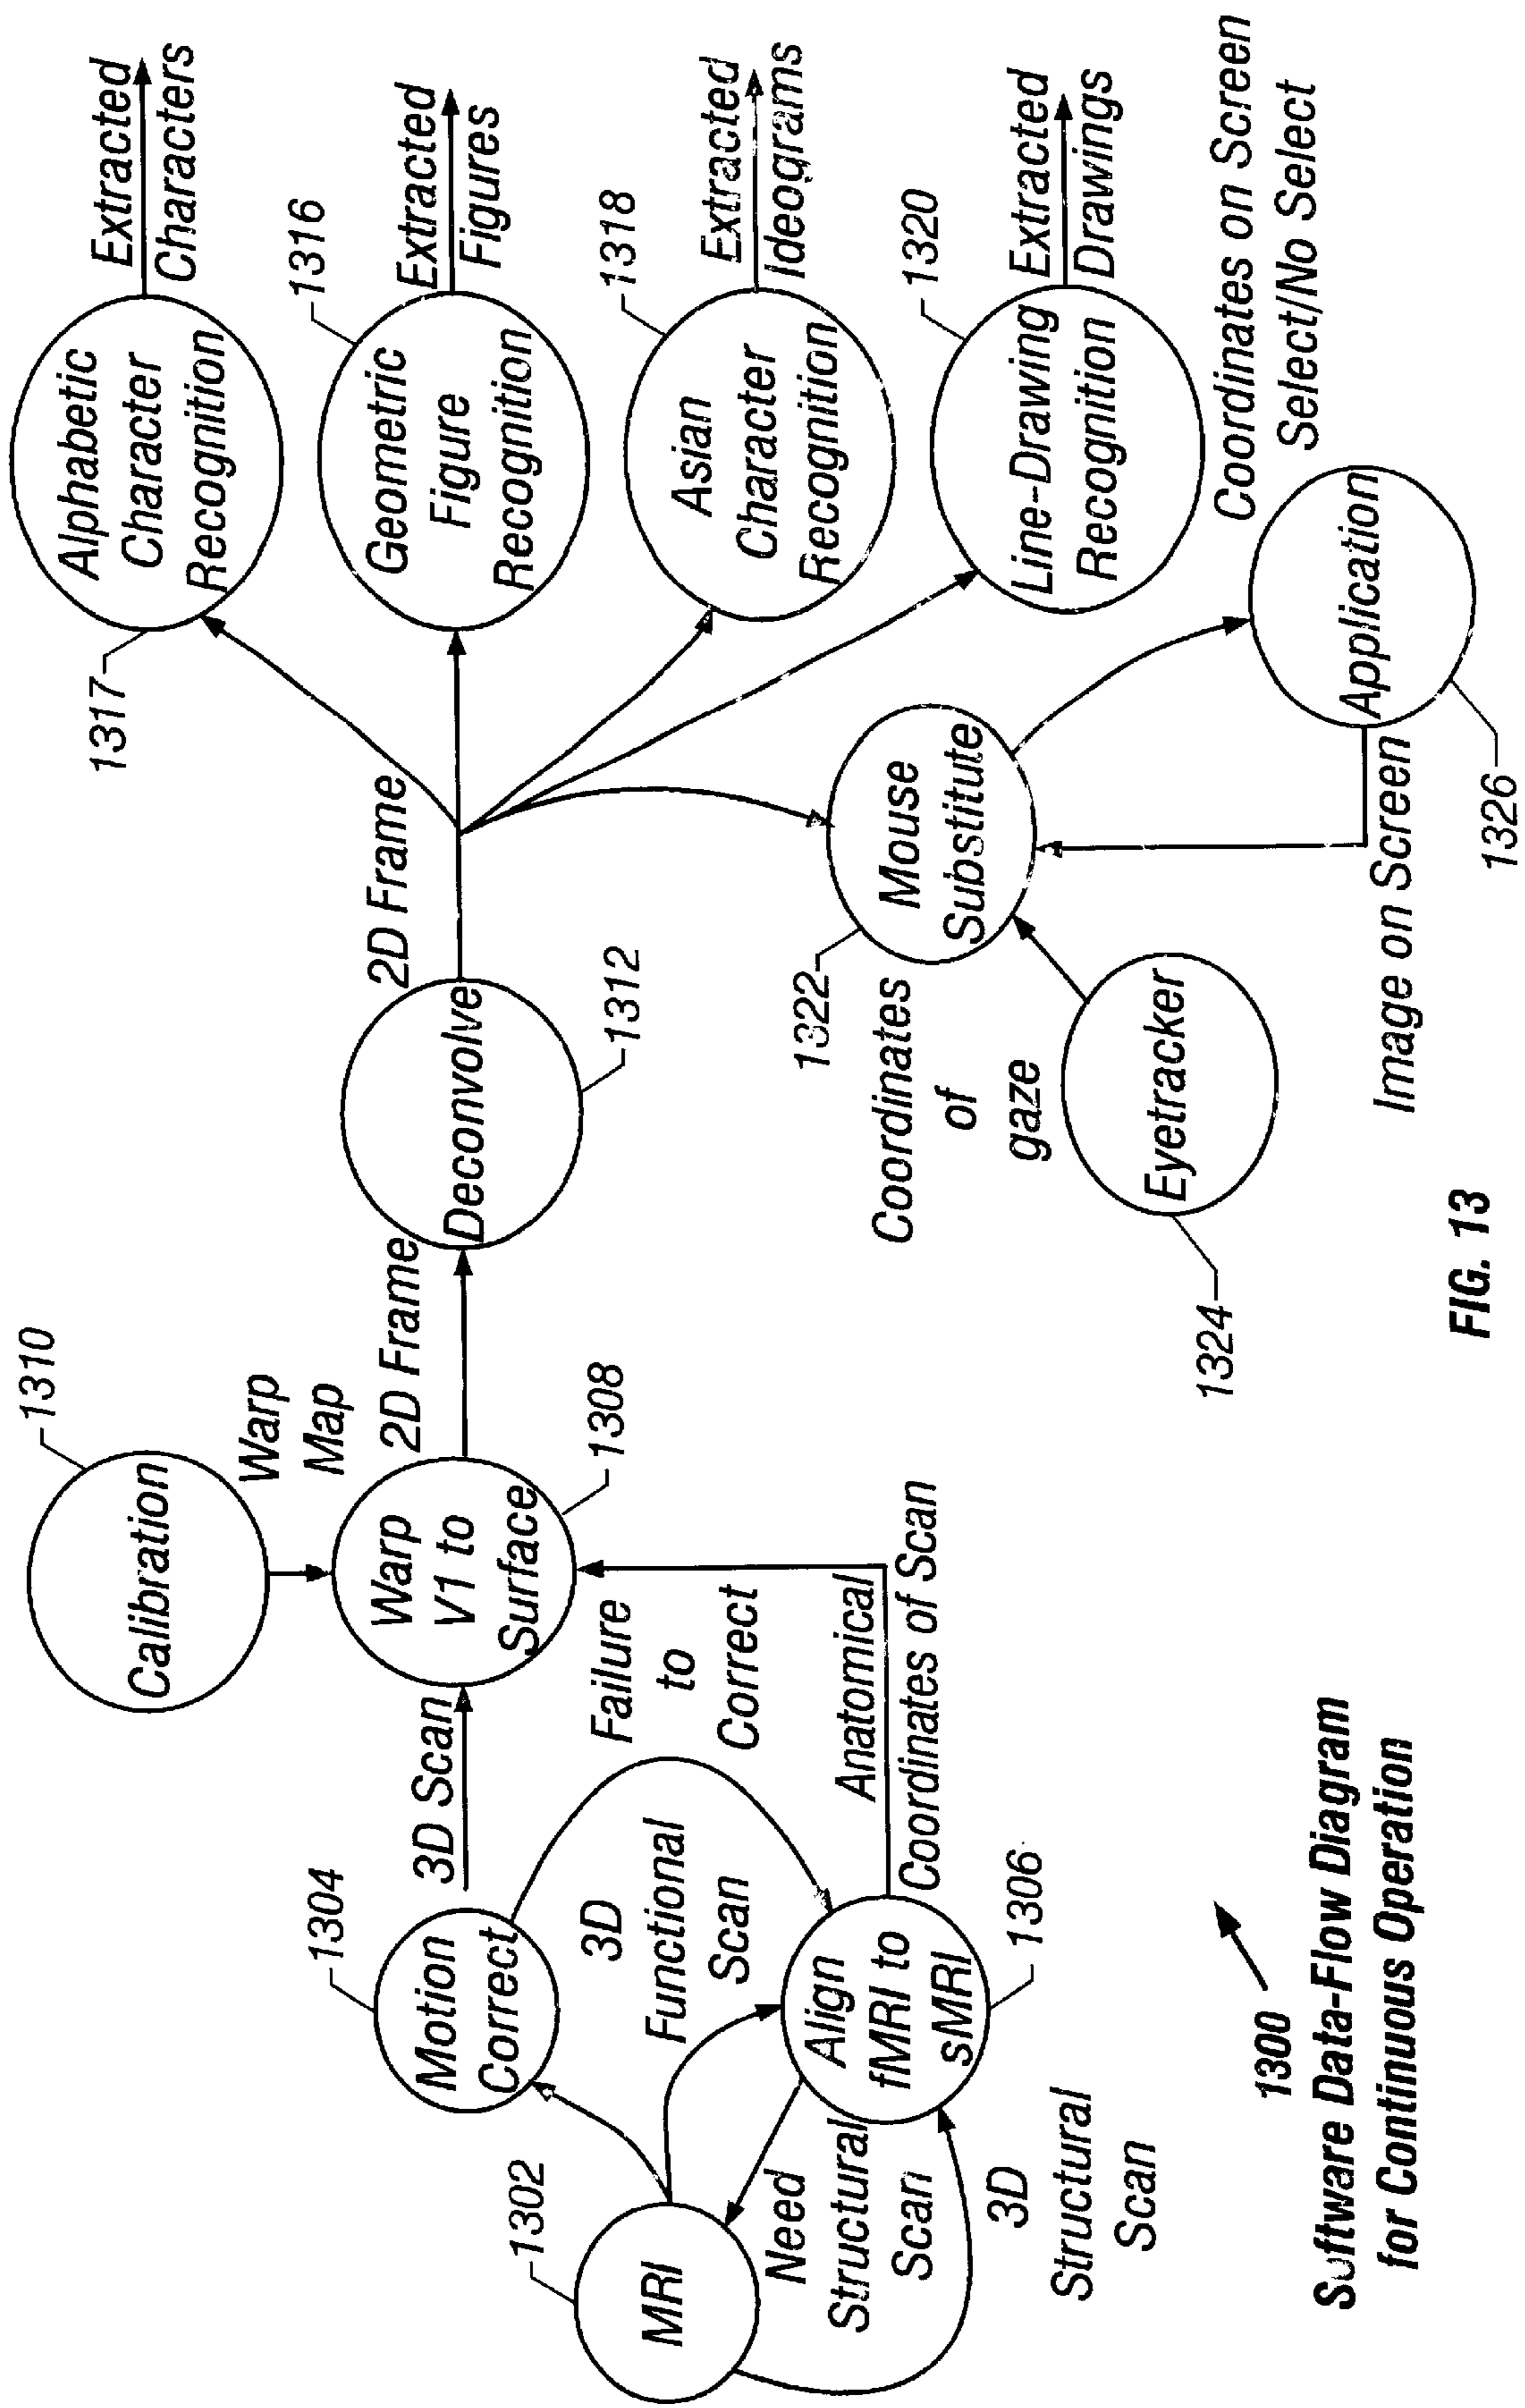 1302
MRI
Need
Structural
Scan
3D
Structural
Scan
1304
Motion
Correct
3D
Functional
Scan
Align
fMRI to
sMRI
1306
3D Scan
Failure
to
Correct
Anatomical
Coordinates of Scan
1310
Calibration
Warp
Map
Warp
V1 to
Surface
1308
2D Frame
Deconvolve
1312
2D Frame
1317
Alphabetic
Character
Recognition
Extracted
Characters
1316
Geometric
Figure
Recognition
Extracted
Figures
1318
Asian
Character
Recognition
Extracted
Ideograms
1320
Line-Drawing
Recognition
Extracted
Drawings
1322
Mouse
Substitute
Coordinates
of
gaze
Eyetracker
1324
Coordinates on Screen
Select/No Select
Application
1326
Image on Screen
1300
Software Data-Flow Diagram
for Continuous Operation
FIG. 13